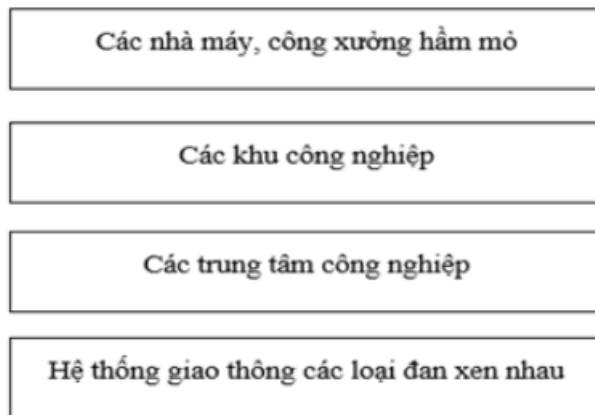 Các nhà máy, công xưởng hầm mỏ
Các khu công nghiệp
Các trung tâm công nghiệp
Hệ thống giao thông các loại đan xen nhau